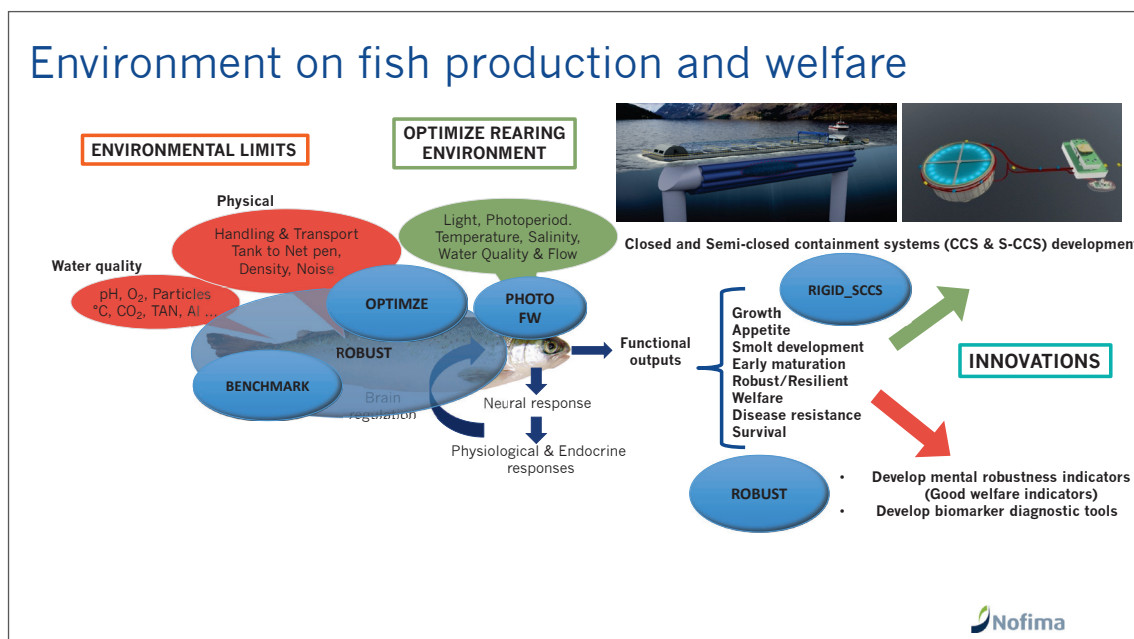 Environment on fish production and welfare
ENVIRONMENTAL LIMITS
OPTIMIZE REARING
ENVIRONMENT
Physical
Handling & Transport
Tank to Net pen,
Density, Noise
Light, Photoperiod.
Temperature, Salinity,
Water Quality & Flow
Closed and Semi-closed containment systems (CCS & S-CCS) development
Water quality
pH, O₂, Particles
°C, CO₂, TAN, Al ...
OPTIMZE
PHOTO
FW
RIGID_SCCS
ROBUST
BENCHMARK
Brain
regulation
Neural response
Physiological & Endocrine
responses
Functional
outputs
Growth
Appetite
Smolt development
Early maturation
Robust/Resilient
Welfare
Disease resistance
Survival
INNOVATIONS
ROBUST
• Develop mental robustness indicators
(Good welfare indicators)
• Develop biomarker diagnostic tools
Nofima